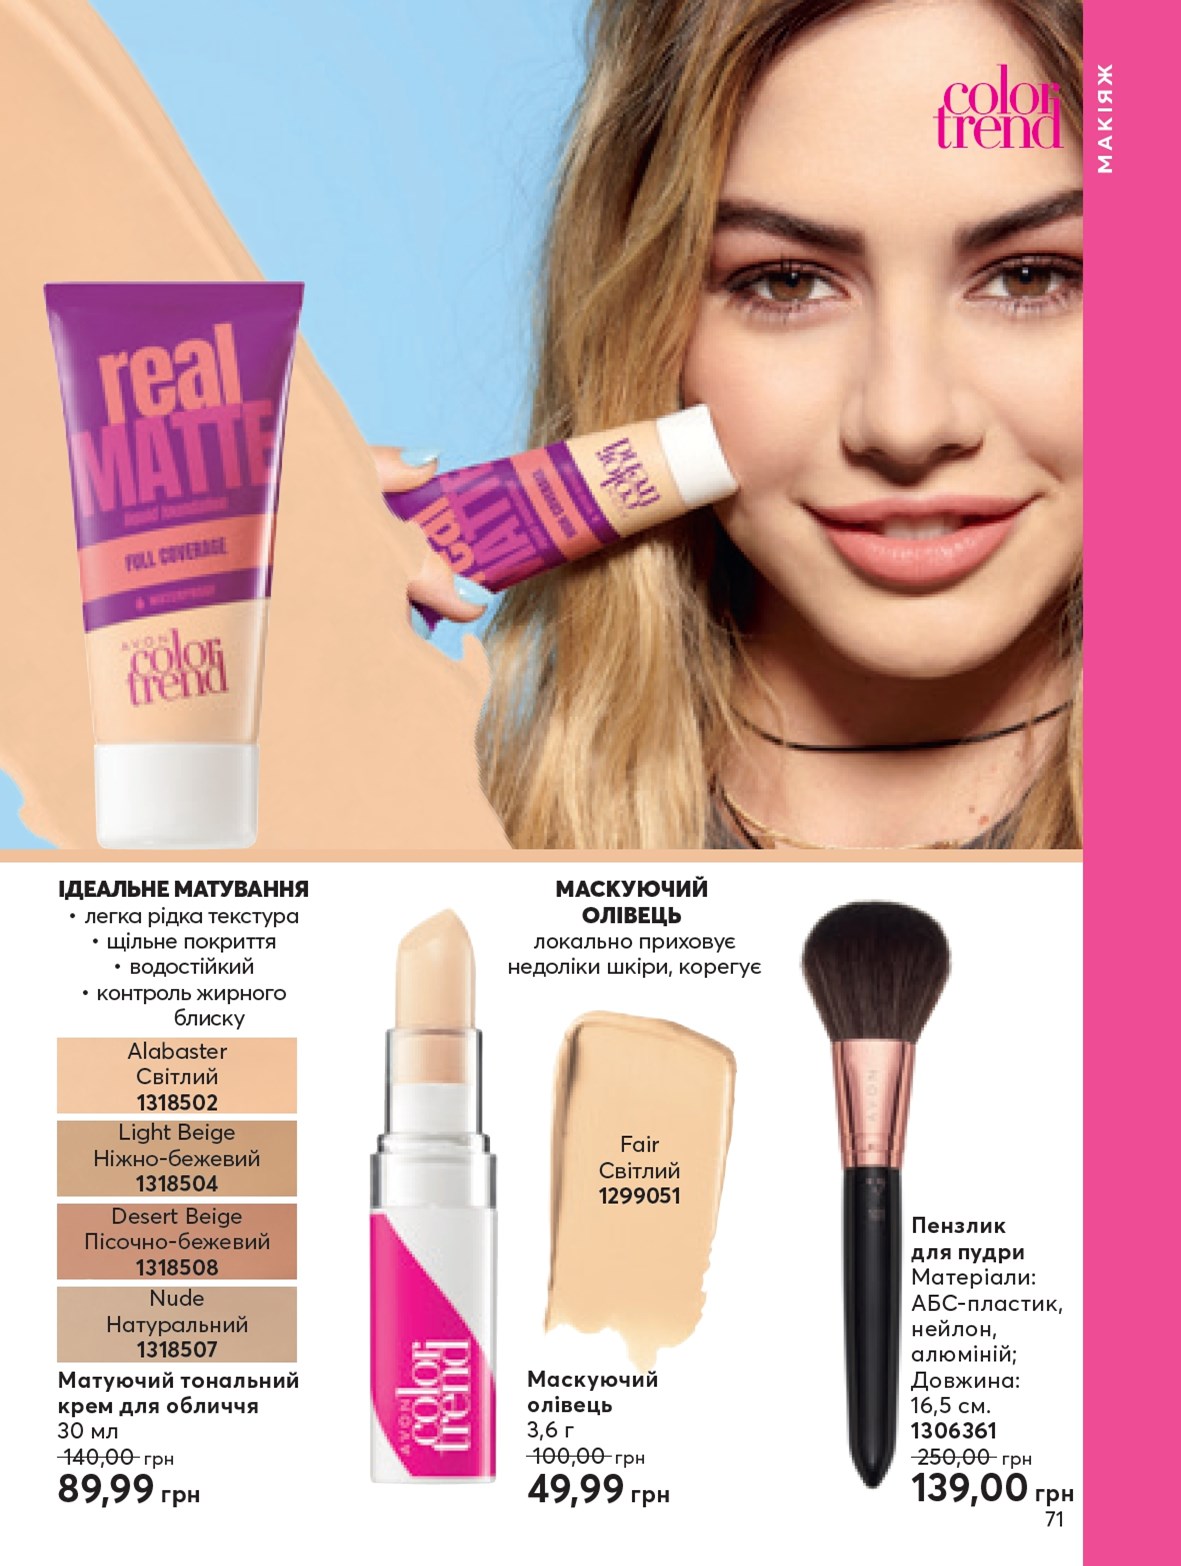 color
trend
МАКІЯЖ
real
MATTE
FULL COVERAGE
& WATERPROOF
AVON
color
trend
color
trend
ІДЕАЛЬНЕ МАТУВАННЯ
• легка рідка текстура
• щільне покриття
• водостійкий
• контроль жирного
блиску
Alabaster
Світлий
1318502
Light Beige
Ніжно-бежевий
1318504
Desert Beige
Пісочно-бежевий
1318508
Nude
Натуральний
1318507
Матуючий тональний
крем для обличчя
30 мл
140,00 грн
89,99 грн
AVON
color
trend
МАСКУЮЧИЙ
ОЛІВЕЦЬ
локально приховує
недоліки шкіри, корегує
Fair
Світлий
1299051
Маскуючий
олівець
3,6 г
100,00 грн
49,99 грн
AVON
Пензлик
для пудри
Матеріали:
АБС-пластик,
нейлон,
алюміній;
Довжина:
16,5 см.
1306361
250,00 грн
139,00 грн
71